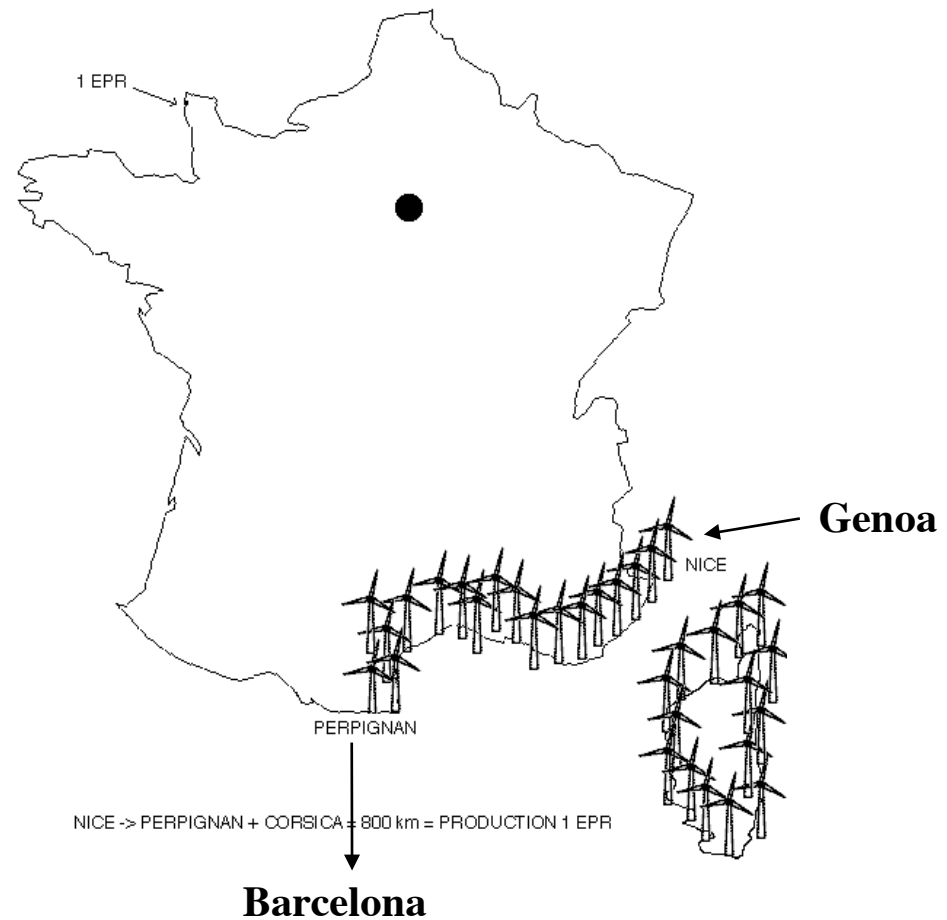 1 EPR
Genoa
NICE
PERPIGNAN
NICE -> PERPIGNAN + CORSICA = 800 km = PRODUCTION 1 EPR
Barcelona